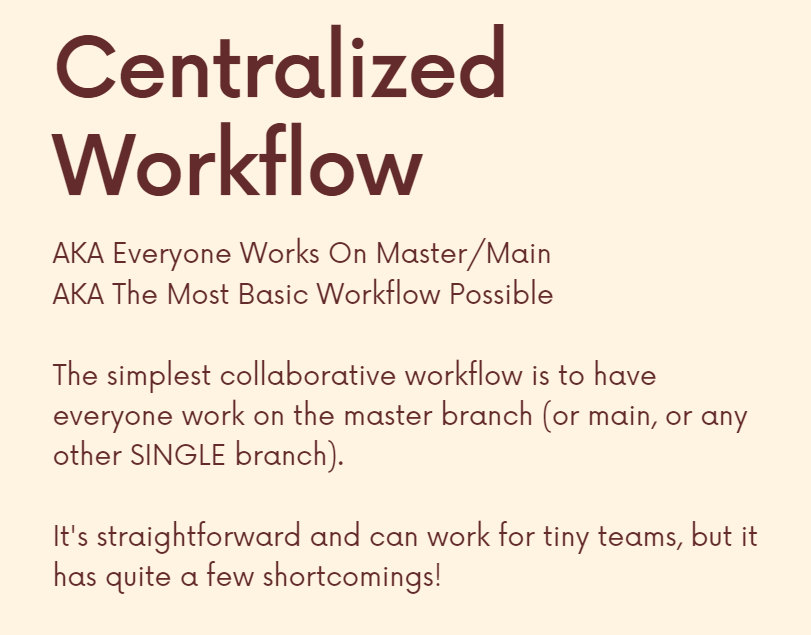 Centralized
Workflow
AKA Everyone Works On Master/Main
AKA The Most Basic Workflow Possible
The simplest collaborative workflow is to have
everyone work on the master branch (or main, or any
other SINGLE branch).
It's straightforward and can work for tiny teams, but it
has quite a few shortcomings!